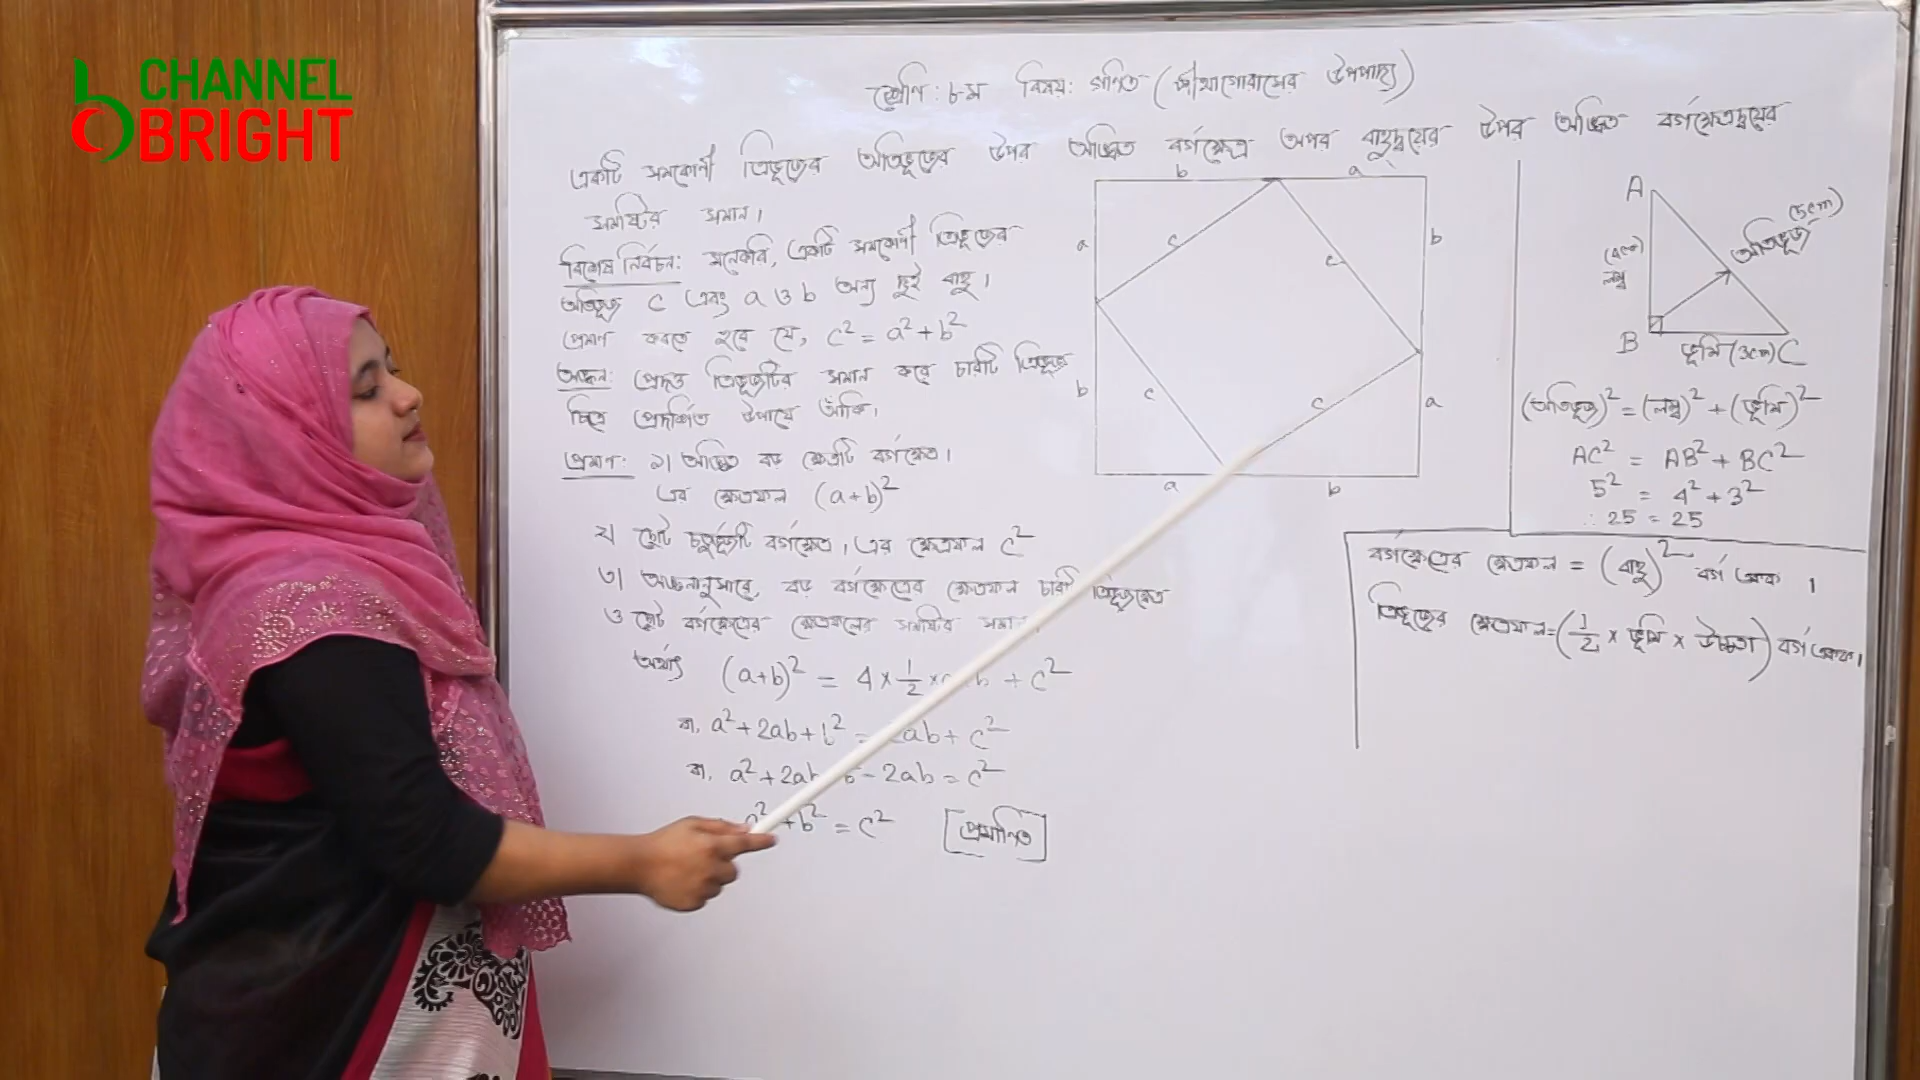 CHANNEL
BRIGHT
শ্রেণি: ৮-ম বিষয়: গণিত (পীথাগোরাসের উপপাদ্য)
একটি সমকোণী ত্রিভূজের অতিভূজের উপর অঙ্কিত বর্গক্ষেত্র অপর বাহুদ্বয়ের উপর অঙ্কিত বর্গক্ষেত্রদ্বয়ের
সমষ্টির সমান।
বিশেষ নির্বচন: মনেকরি, একটি সমকোণী ত্রিভূজের
অতিভূজ c এবং a ও b অন্য দুই বাহু।
প্রমাণ করতে হবে যে, c² = a² + b²
অঙ্কন: প্রদত্ত ত্রিভূজটির সমান করে চারটি ত্রিভূজ
চিত্রে প্রদর্শিত উপায়ে আঁকি।
প্রমাণ: ১। অঙ্কিত বড় ক্ষেত্রটি বর্গক্ষেত্র।
এর ক্ষেত্রফল (a+b)²
২। ছোট চতুর্ভূজটি বর্গক্ষেত্র, এর ক্ষেত্রফল c²
৩। অঙ্কনানুসারে, বড় বর্গক্ষেত্রের ক্ষেত্রফল চারটি ত্রিভূজক্ষেত্র
ও ছোট বর্গক্ষেত্রের ক্ষেত্রফলের সমষ্টির সমান।
অর্থাৎ (a+b)² = 4 × 1/2 × b + c²
বা, a² + 2ab + b² = 2ab + c²
বা, a² + 2ab b - 2ab = c²
a² + b² = c² [প্রমাণিত]
b a
a c c b
b c c a
a b
A
(5cm)
অতিভূজ
(4cm)
লম্ব
B ভূমি (3cm) C
(অতিভূজ)² = (লম্ব)² + (ভূমি)²
AC² = AB² + BC²
5² = 4² + 3²
∴ 25 = 25
বর্গক্ষেত্রের ক্ষেত্রফল = (বাহু)² বর্গ একক।
ত্রিভূজের ক্ষেত্রফল = (1/2 × ভূমি × উচ্চতা) বর্গ একক।